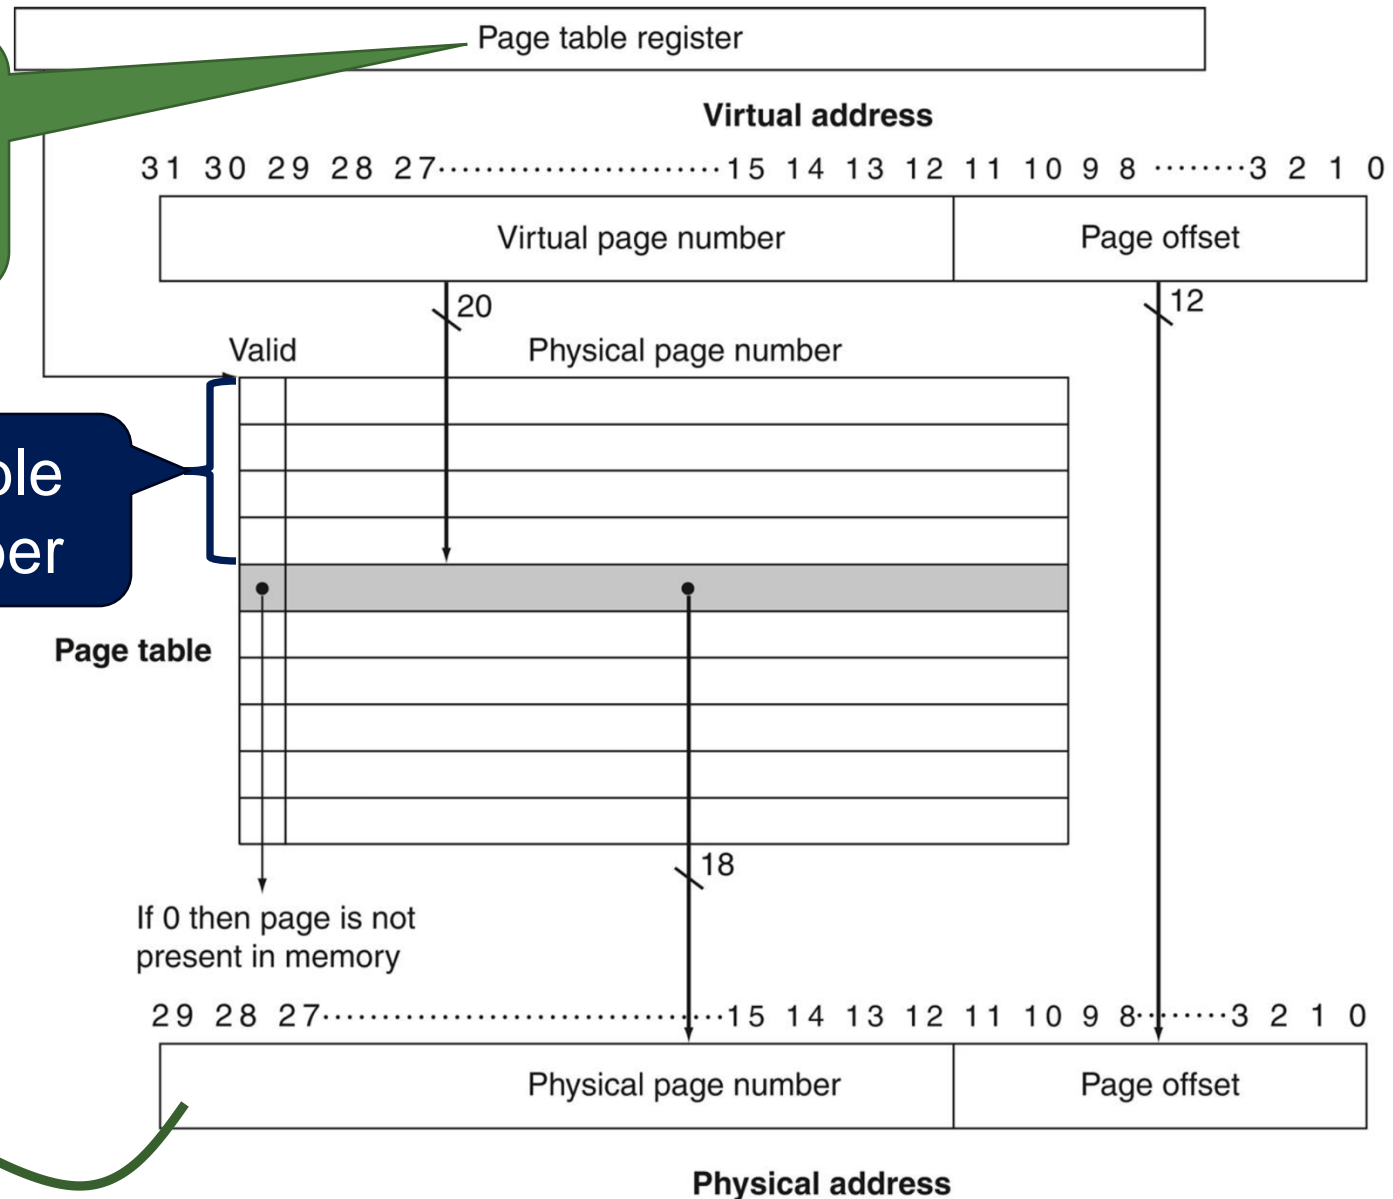 Page table register
Virtual address
31 30 29 28 27························15 14 13 12 11 10 9 8 ········3 2 1 0
Virtual page number Page offset
20 12
Valid Physical page number
ber
Page table
18
If 0 then page is not
present in memory
29 28 27··································15 14 13 12 11 10 9 8········3 2 1 0
Physical page number Page offset
Physical address